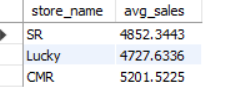 store_name avg_sales
SR 4852.3443
Lucky 4727.6336
CMR 5201.5225